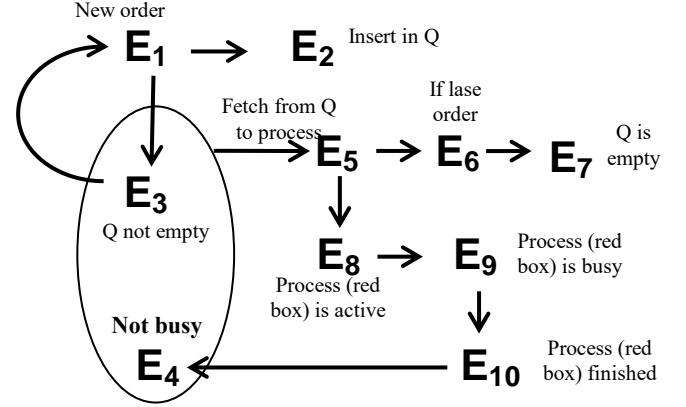 New order
E1
E2
Insert in Q
Fetch from Q
to process
If lase
order
E5
E6
E7
Q is
empty
E3
Q not empty
E8
Process (red
box) is active
E9
Process (red
box) is busy
Not busy
E4
E10
Process (red
box) finished